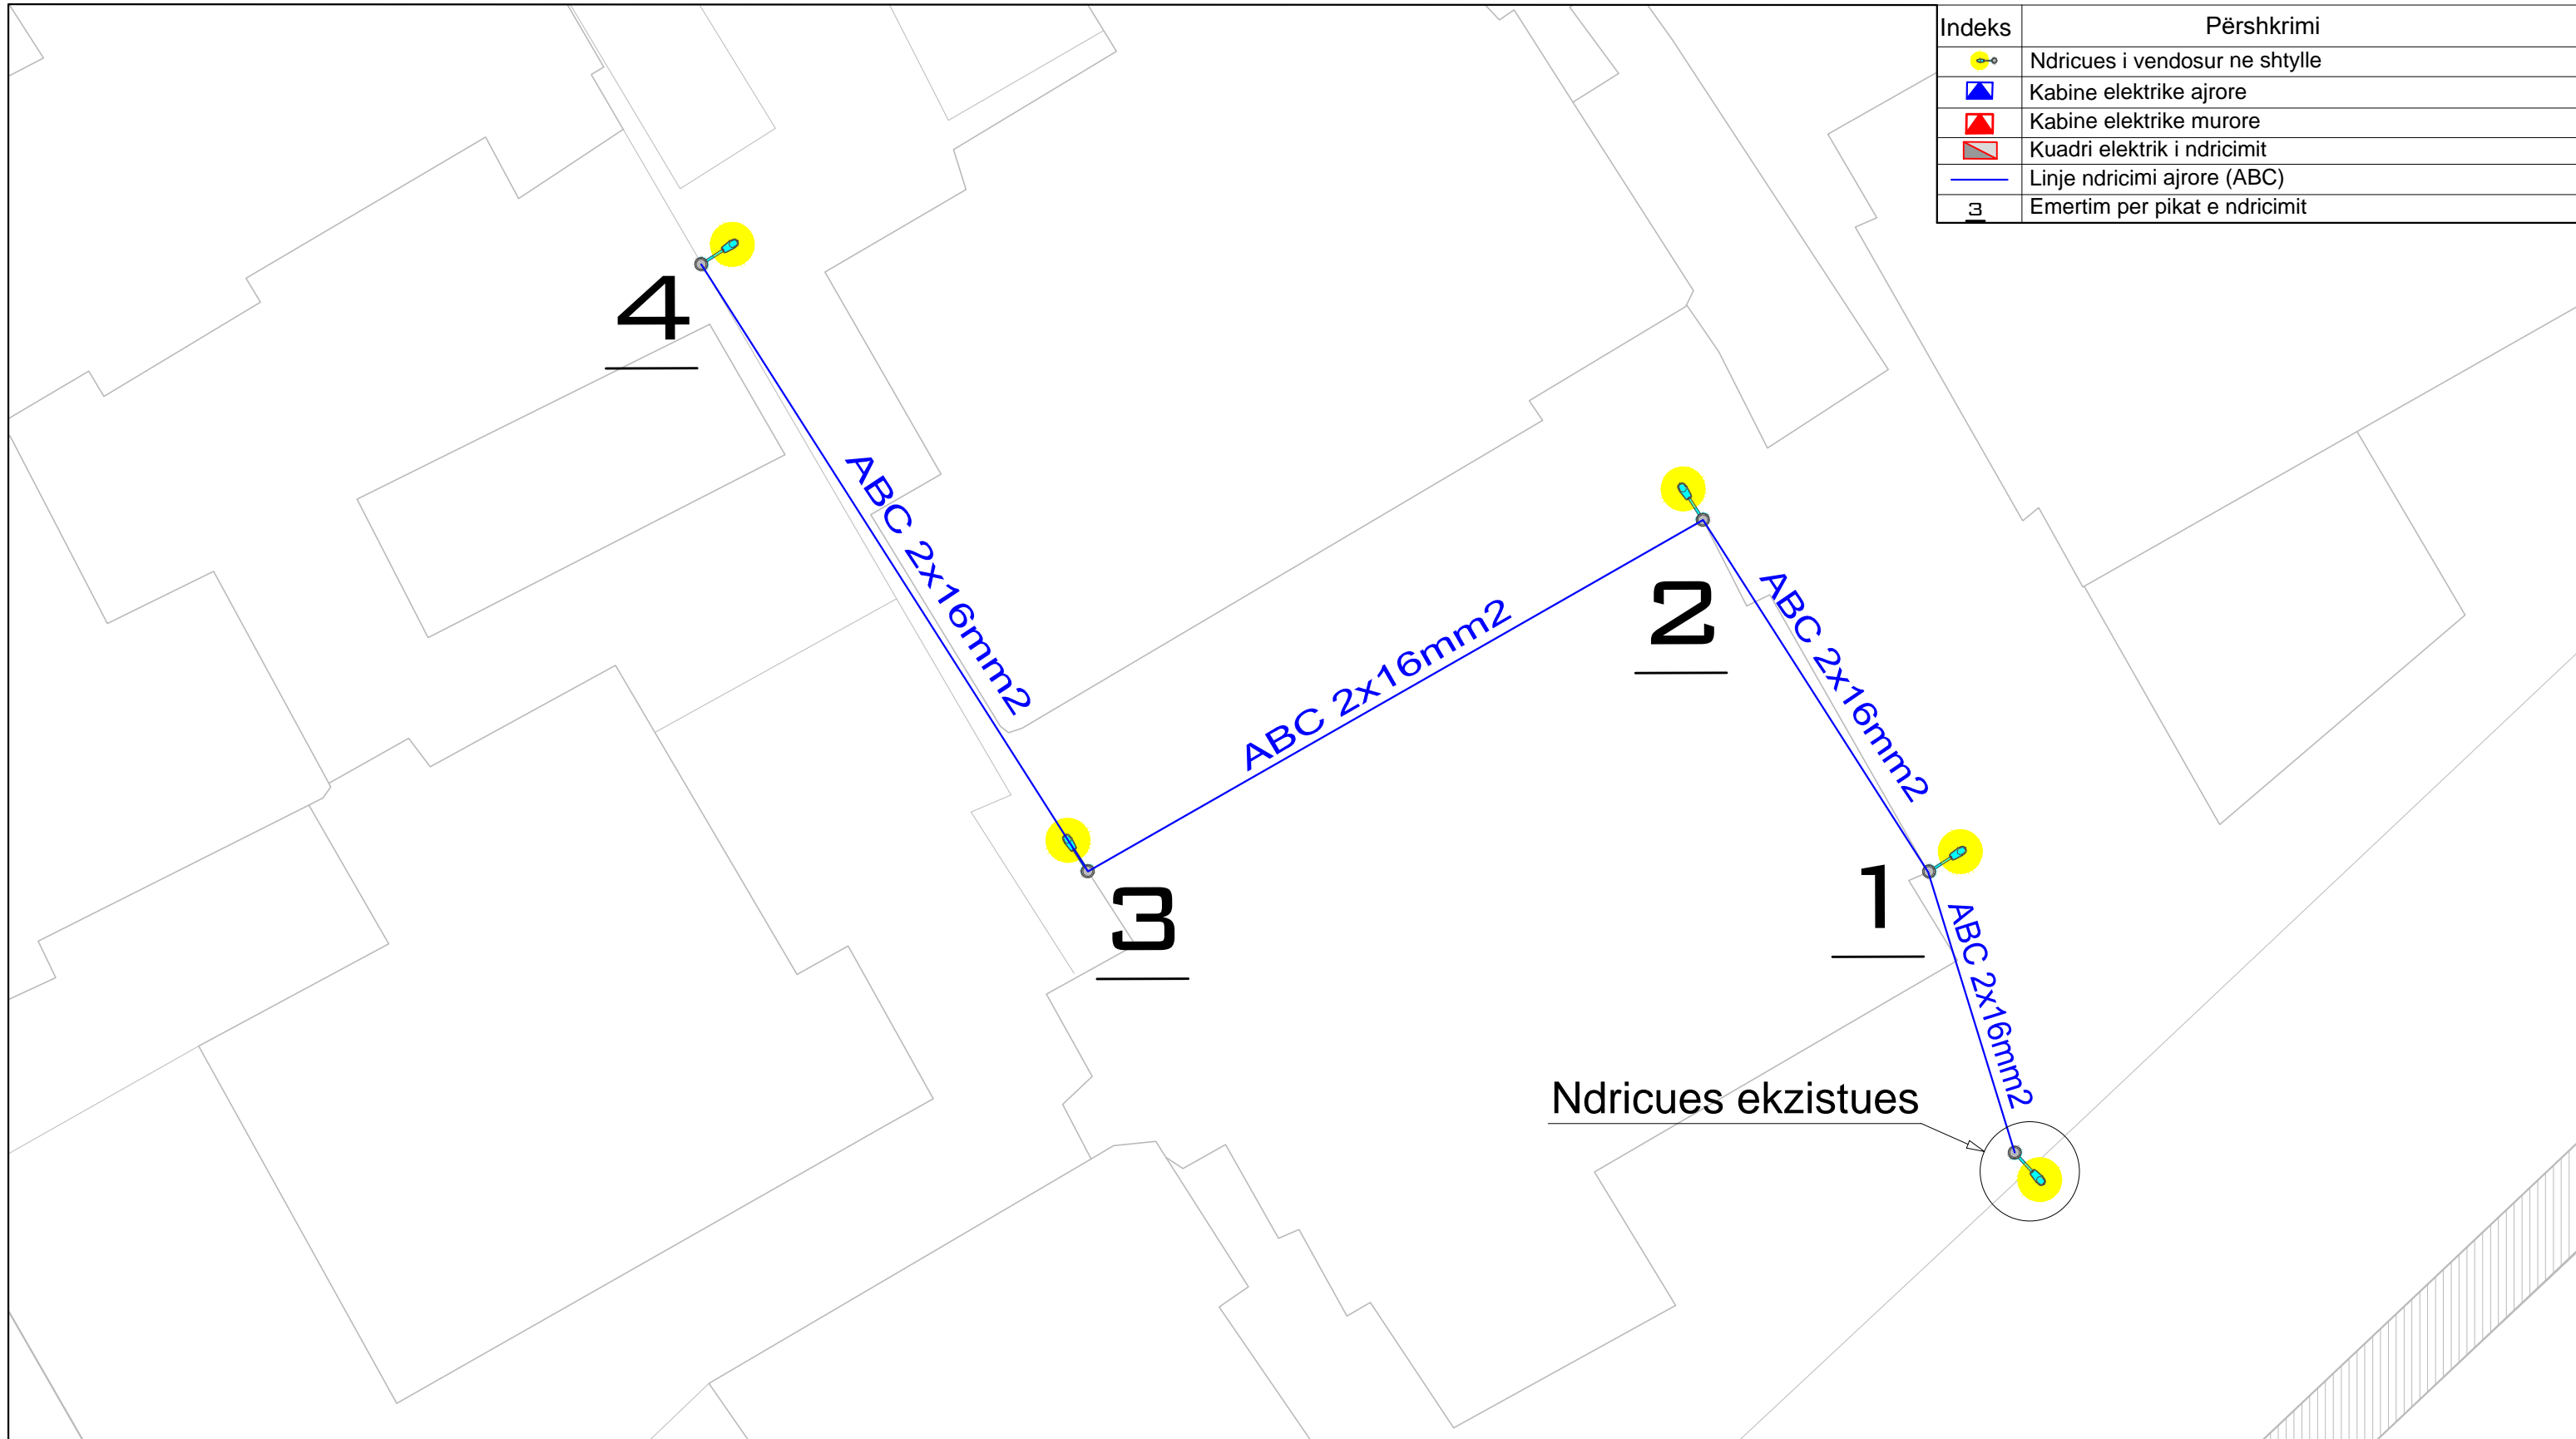 Indeks Përshkrimi
Ndricues i vendosur ne shtylle
Kabine elektrike ajrore
Kabine elektrike murore
Kuadri elektrik i ndricimit
Linje ndricimi ajrore (ABC)
3 Emertim per pikat e ndricimit
4
ABC 2x16mm2
2
ABC 2x16mm2
ABC 2x16mm2
3
1
ABC 2x16mm2
Ndricues ekzistues